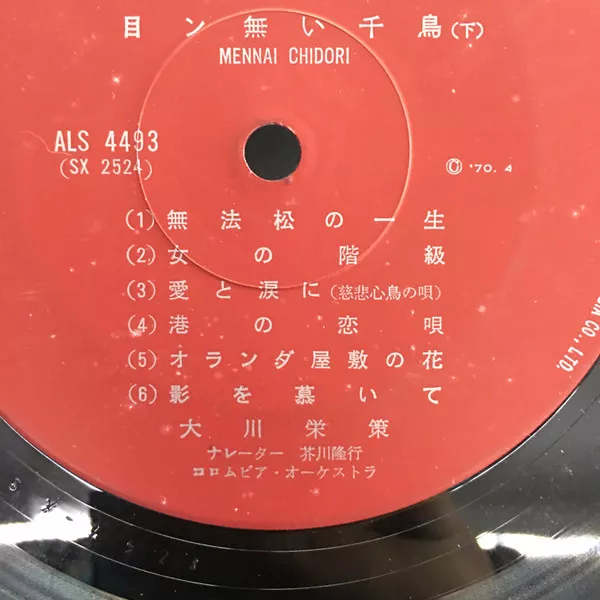 目ン無い千鳥(下)
MENNAI CHIDORI
ALS 4493
(SX 2524)
© '70. 4
(1) 無法松の一生
(2) 女の階級
(3) 愛と涙に(慈悲心鳥の唄)
(4) 港の恋唄
(5) オランダ屋敷の花
(6) 影を慕いて
大川栄策
ナレーター 芥川隆行
コロムビア・オーケストラ
CO., LTD.